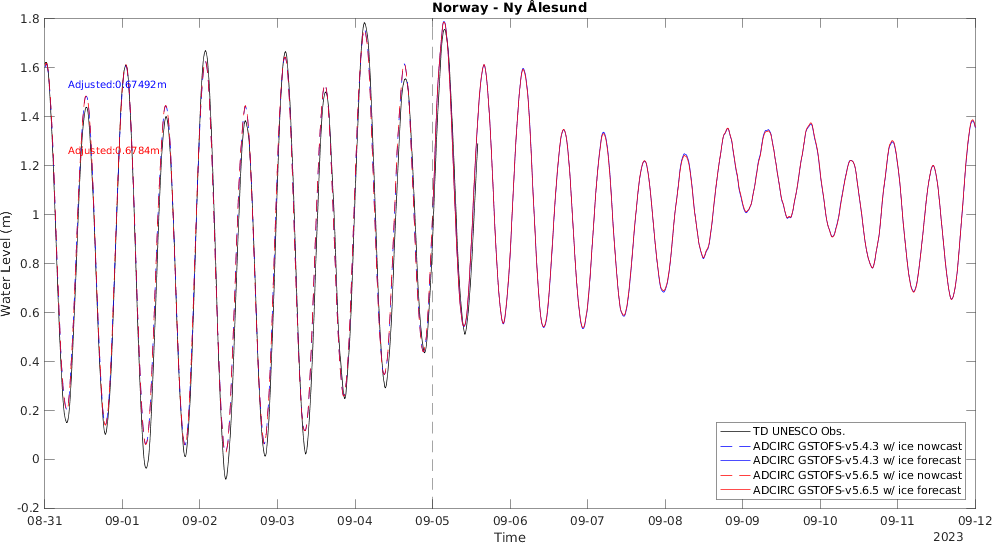 Norway - Ny Ålesund
1.8
1.6
1.4
1.2
1
0.8
0.6
0.4
0.2
0
-0.2
Water Level (m)
Adjusted:0.67492m
Adjusted:0.6784m
TD UNESCO Obs.
ADCIRC GSTOFS-v5.4.3 w/ ice nowcast
ADCIRC GSTOFS-v5.4.3 w/ ice forecast
ADCIRC GSTOFS-v5.6.5 w/ ice nowcast
ADCIRC GSTOFS-v5.6.5 w/ ice forecast
08-31 09-01 09-02 09-03 09-04 09-05 09-06 09-07 09-08 09-09 09-10 09-11 09-12
Time
2023